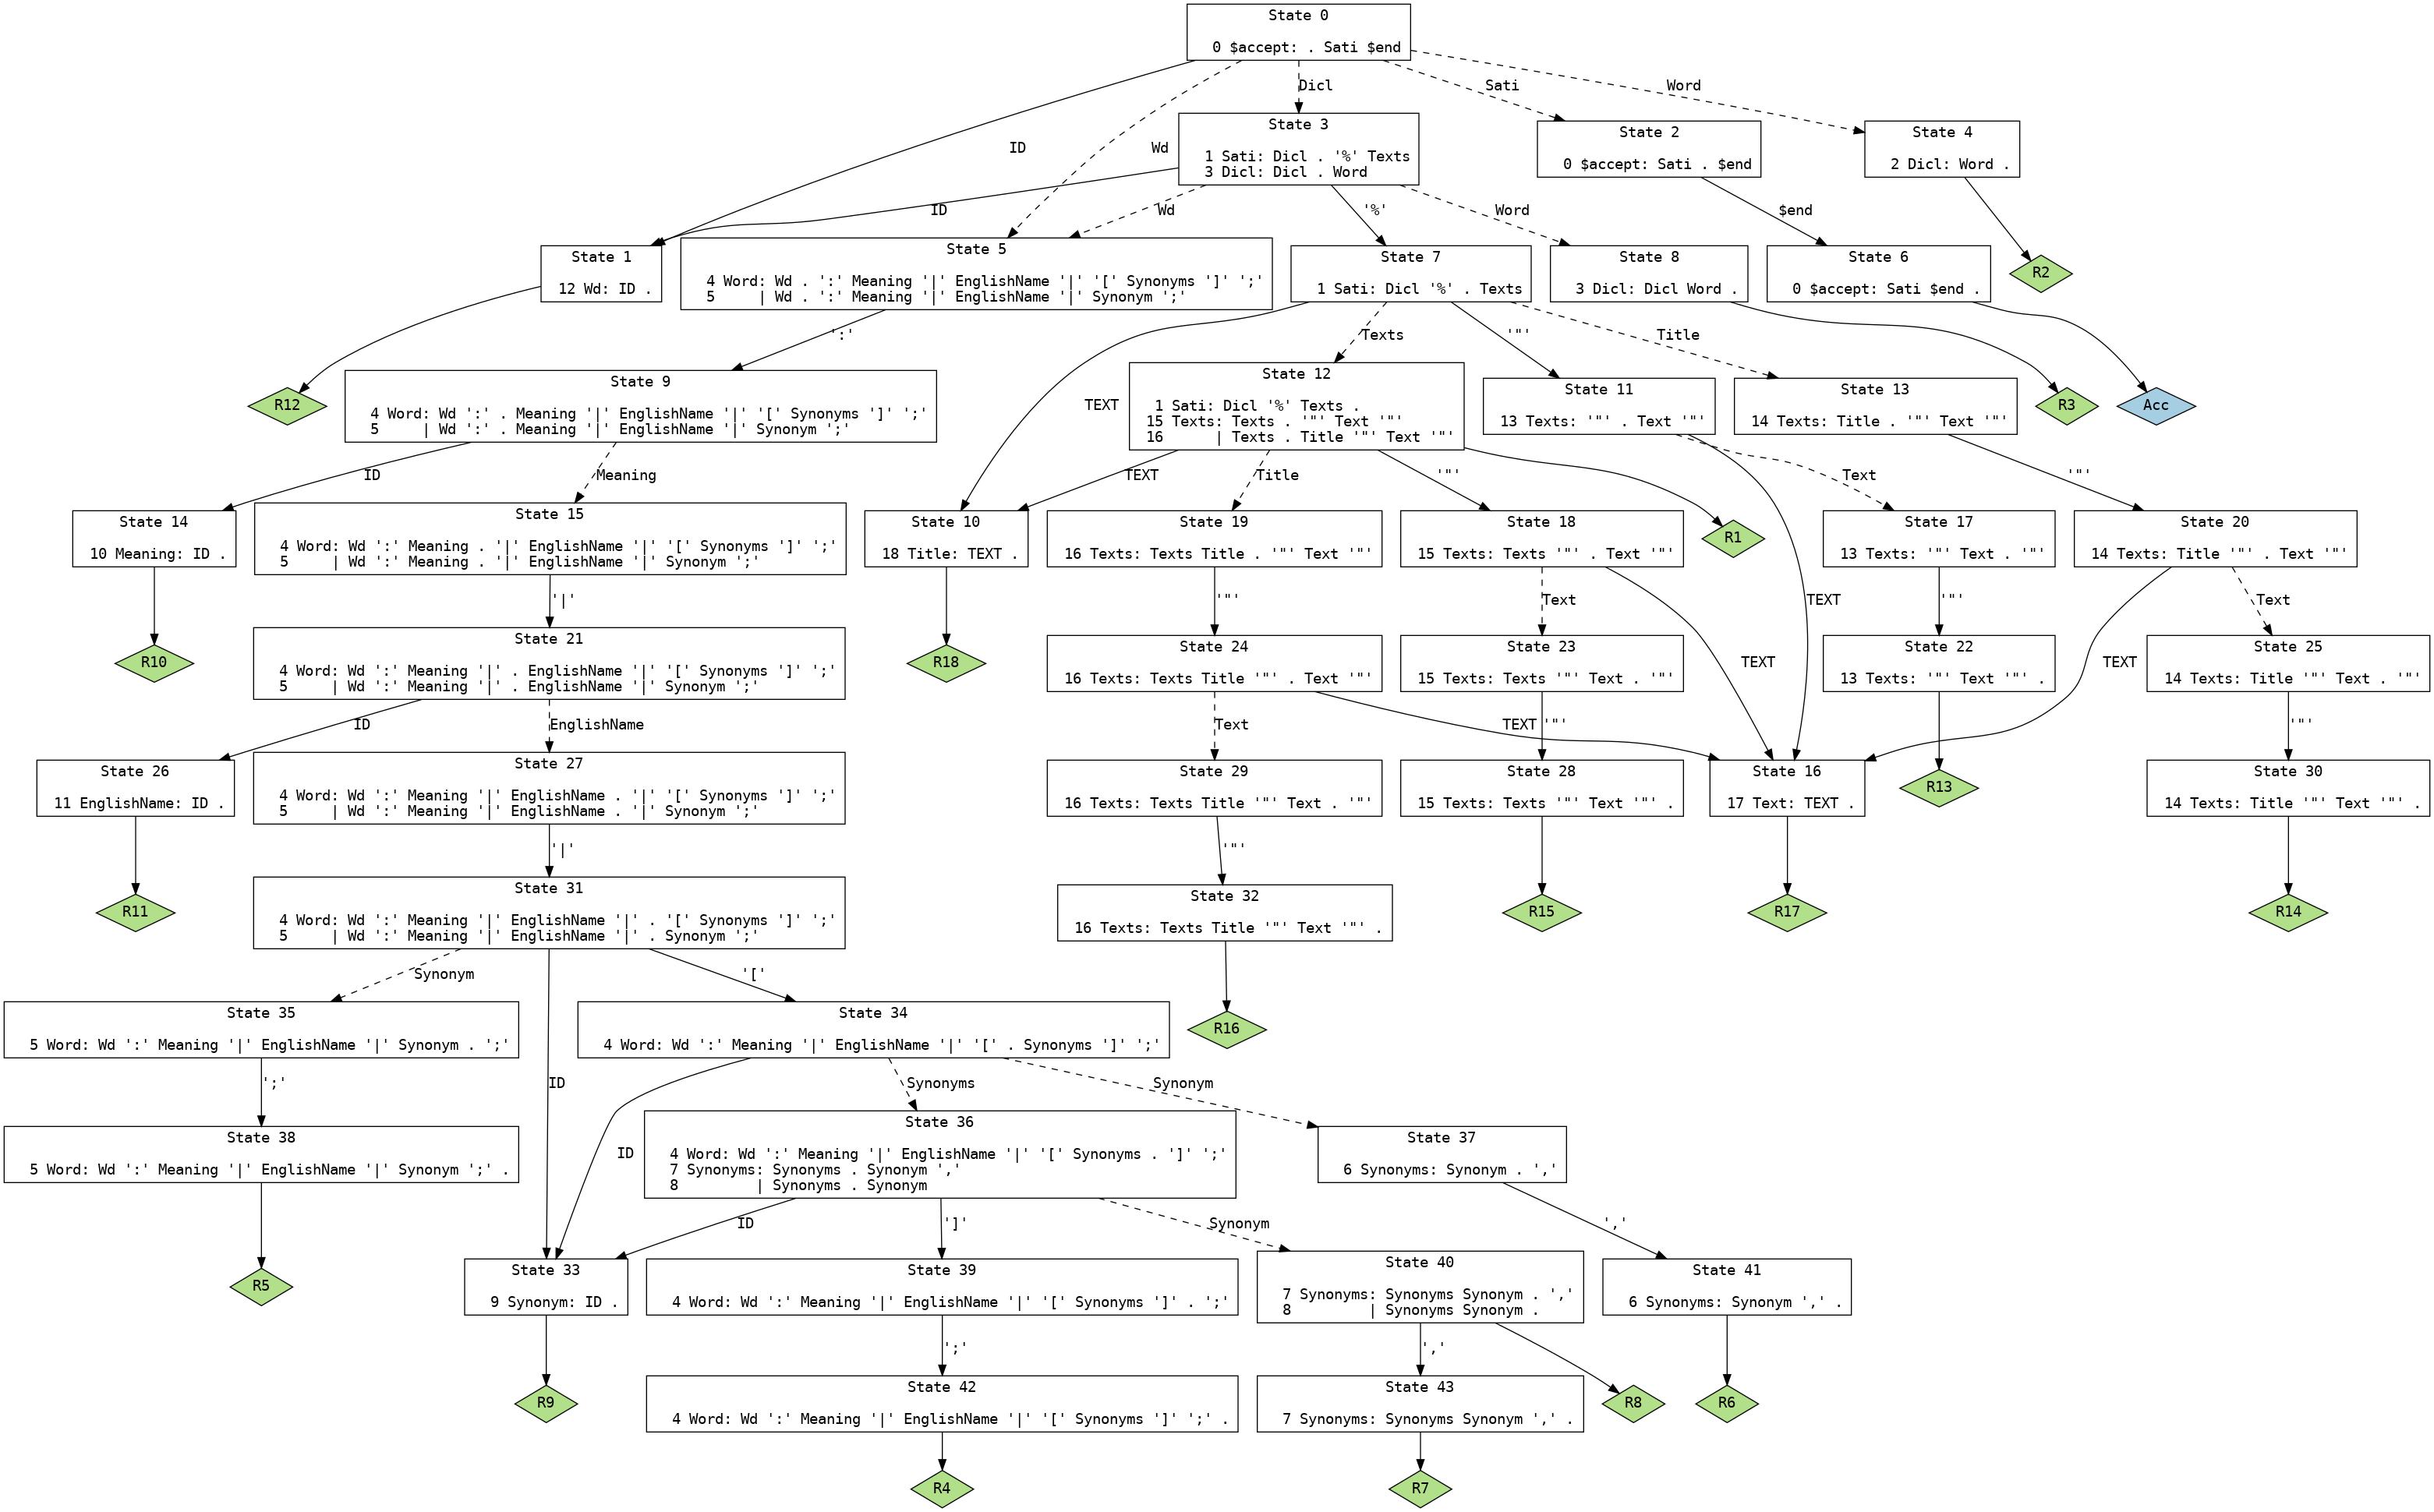 State 0
0 $accept: . Sati $end
Dicl
Sati
Word
ID
Wd
State 3
1 Sati: Dicl . '%' Texts
3 Dicl: Dicl . Word
State 2
0 $accept: Sati . $end
State 4
2 Dicl: Word .
ID
Wd
'%'
Word
$end
State 1
12 Wd: ID .
State 5
4 Word: Wd . ':' Meaning '|' EnglishName '|' '[' Synonyms ']' ';'
5 | Wd . ':' Meaning '|' EnglishName '|' Synonym ';'
State 7
1 Sati: Dicl '%' . Texts
State 8
3 Dicl: Dicl Word .
State 6
0 $accept: Sati $end .
R2
':'
Texts
'"'
Title
TEXT
R12
State 9
4 Word: Wd ':' . Meaning '|' EnglishName '|' '[' Synonyms ']' ';'
5 | Wd ':' . Meaning '|' EnglishName '|' Synonym ';'
State 12
1 Sati: Dicl '%' Texts .
15 Texts: Texts . '"' Text '"'
16 | Texts . Title '"' Text '"'
State 11
13 Texts: '"' . Text '"'
State 13
14 Texts: Title . '"' Text '"'
R3
Acc
ID
Meaning
TEXT
Title
'"'
Text
'"'
State 14
10 Meaning: ID .
State 15
4 Word: Wd ':' Meaning . '|' EnglishName '|' '[' Synonyms ']' ';'
5 | Wd ':' Meaning . '|' EnglishName '|' Synonym ';'
State 10
18 Title: TEXT .
State 19
16 Texts: Texts Title . '"' Text '"'
State 18
15 Texts: Texts '"' . Text '"'
R1
State 17
13 Texts: '"' Text . '"'
State 20
14 Texts: Title '"' . Text '"'
'|'
'"'
Text
TEXT
'"'
Text
R10
State 21
4 Word: Wd ':' Meaning '|' . EnglishName '|' '[' Synonyms ']' ';'
5 | Wd ':' Meaning '|' . EnglishName '|' Synonym ';'
R18
State 24
16 Texts: Texts Title '"' . Text '"'
State 23
15 Texts: Texts '"' Text . '"'
TEXT
State 22
13 Texts: '"' Text '"' .
TEXT
State 25
14 Texts: Title '"' Text . '"'
ID
EnglishName
Text
TEXT
'"'
'"'
State 26
11 EnglishName: ID .
State 27
4 Word: Wd ':' Meaning '|' EnglishName . '|' '[' Synonyms ']' ';'
5 | Wd ':' Meaning '|' EnglishName . '|' Synonym ';'
State 29
16 Texts: Texts Title '"' Text . '"'
State 28
15 Texts: Texts '"' Text '"' .
State 16
17 Text: TEXT .
R13
State 30
14 Texts: Title '"' Text '"' .
'|'
'"'
R11
State 31
4 Word: Wd ':' Meaning '|' EnglishName '|' . '[' Synonyms ']' ';'
5 | Wd ':' Meaning '|' EnglishName '|' . Synonym ';'
State 32
16 Texts: Texts Title '"' Text '"' .
R15
R17
R14
Synonym
'['
State 35
5 Word: Wd ':' Meaning '|' EnglishName '|' Synonym . ';'
State 34
4 Word: Wd ':' Meaning '|' EnglishName '|' '[' . Synonyms ']' ';'
R16
';'
ID
Synonyms
Synonym
State 38
5 Word: Wd ':' Meaning '|' EnglishName '|' Synonym ';' .
ID
State 36
4 Word: Wd ':' Meaning '|' EnglishName '|' '[' Synonyms . ']' ';'
7 Synonyms: Synonyms . Synonym ','
8 | Synonyms . Synonym
State 37
6 Synonyms: Synonym . ','
ID
']'
Synonym
','
R5
State 33
9 Synonym: ID .
State 39
4 Word: Wd ':' Meaning '|' EnglishName '|' '[' Synonyms ']' . ';'
State 40
7 Synonyms: Synonyms Synonym . ','
8 | Synonyms Synonym .
State 41
6 Synonyms: Synonym ',' .
';'
','
R9
State 42
4 Word: Wd ':' Meaning '|' EnglishName '|' '[' Synonyms ']' ';' .
State 43
7 Synonyms: Synonyms Synonym ',' .
R8
R6
R4
R7